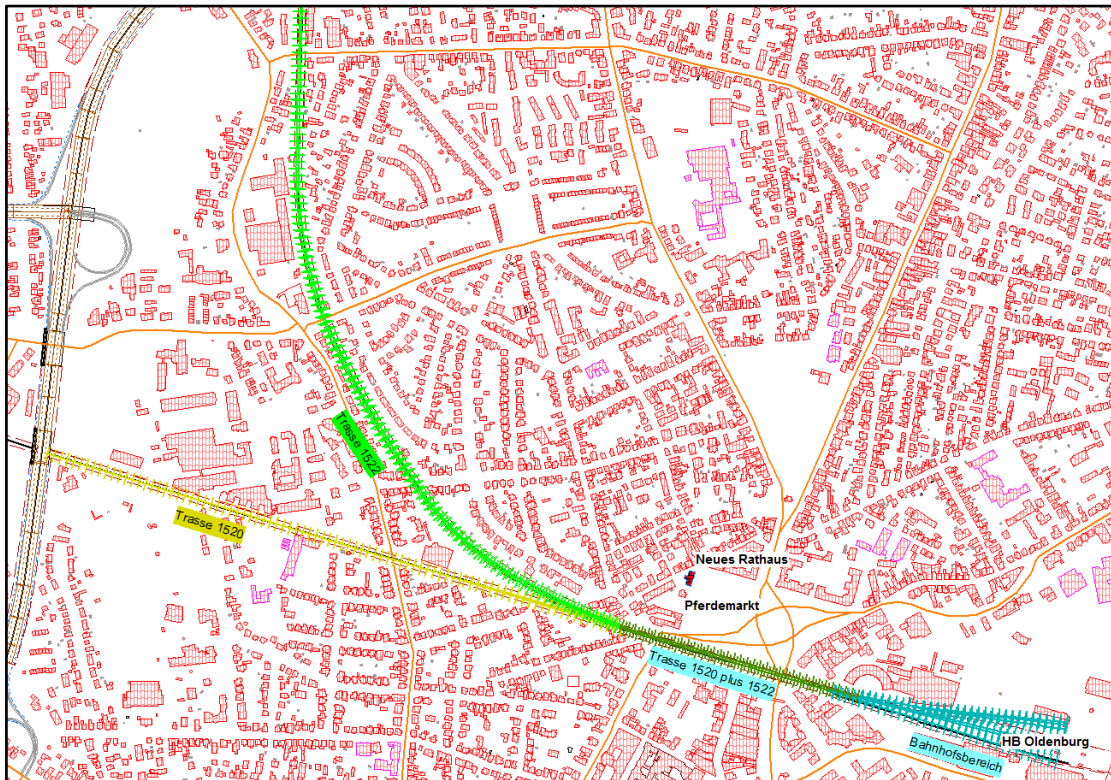 Trasse 1522
Trasse 1520
Neues Rathaus
Pferdemarkt
Trasse 1520 plus 1522
HB Oldenburg
Bahnhofsbereich